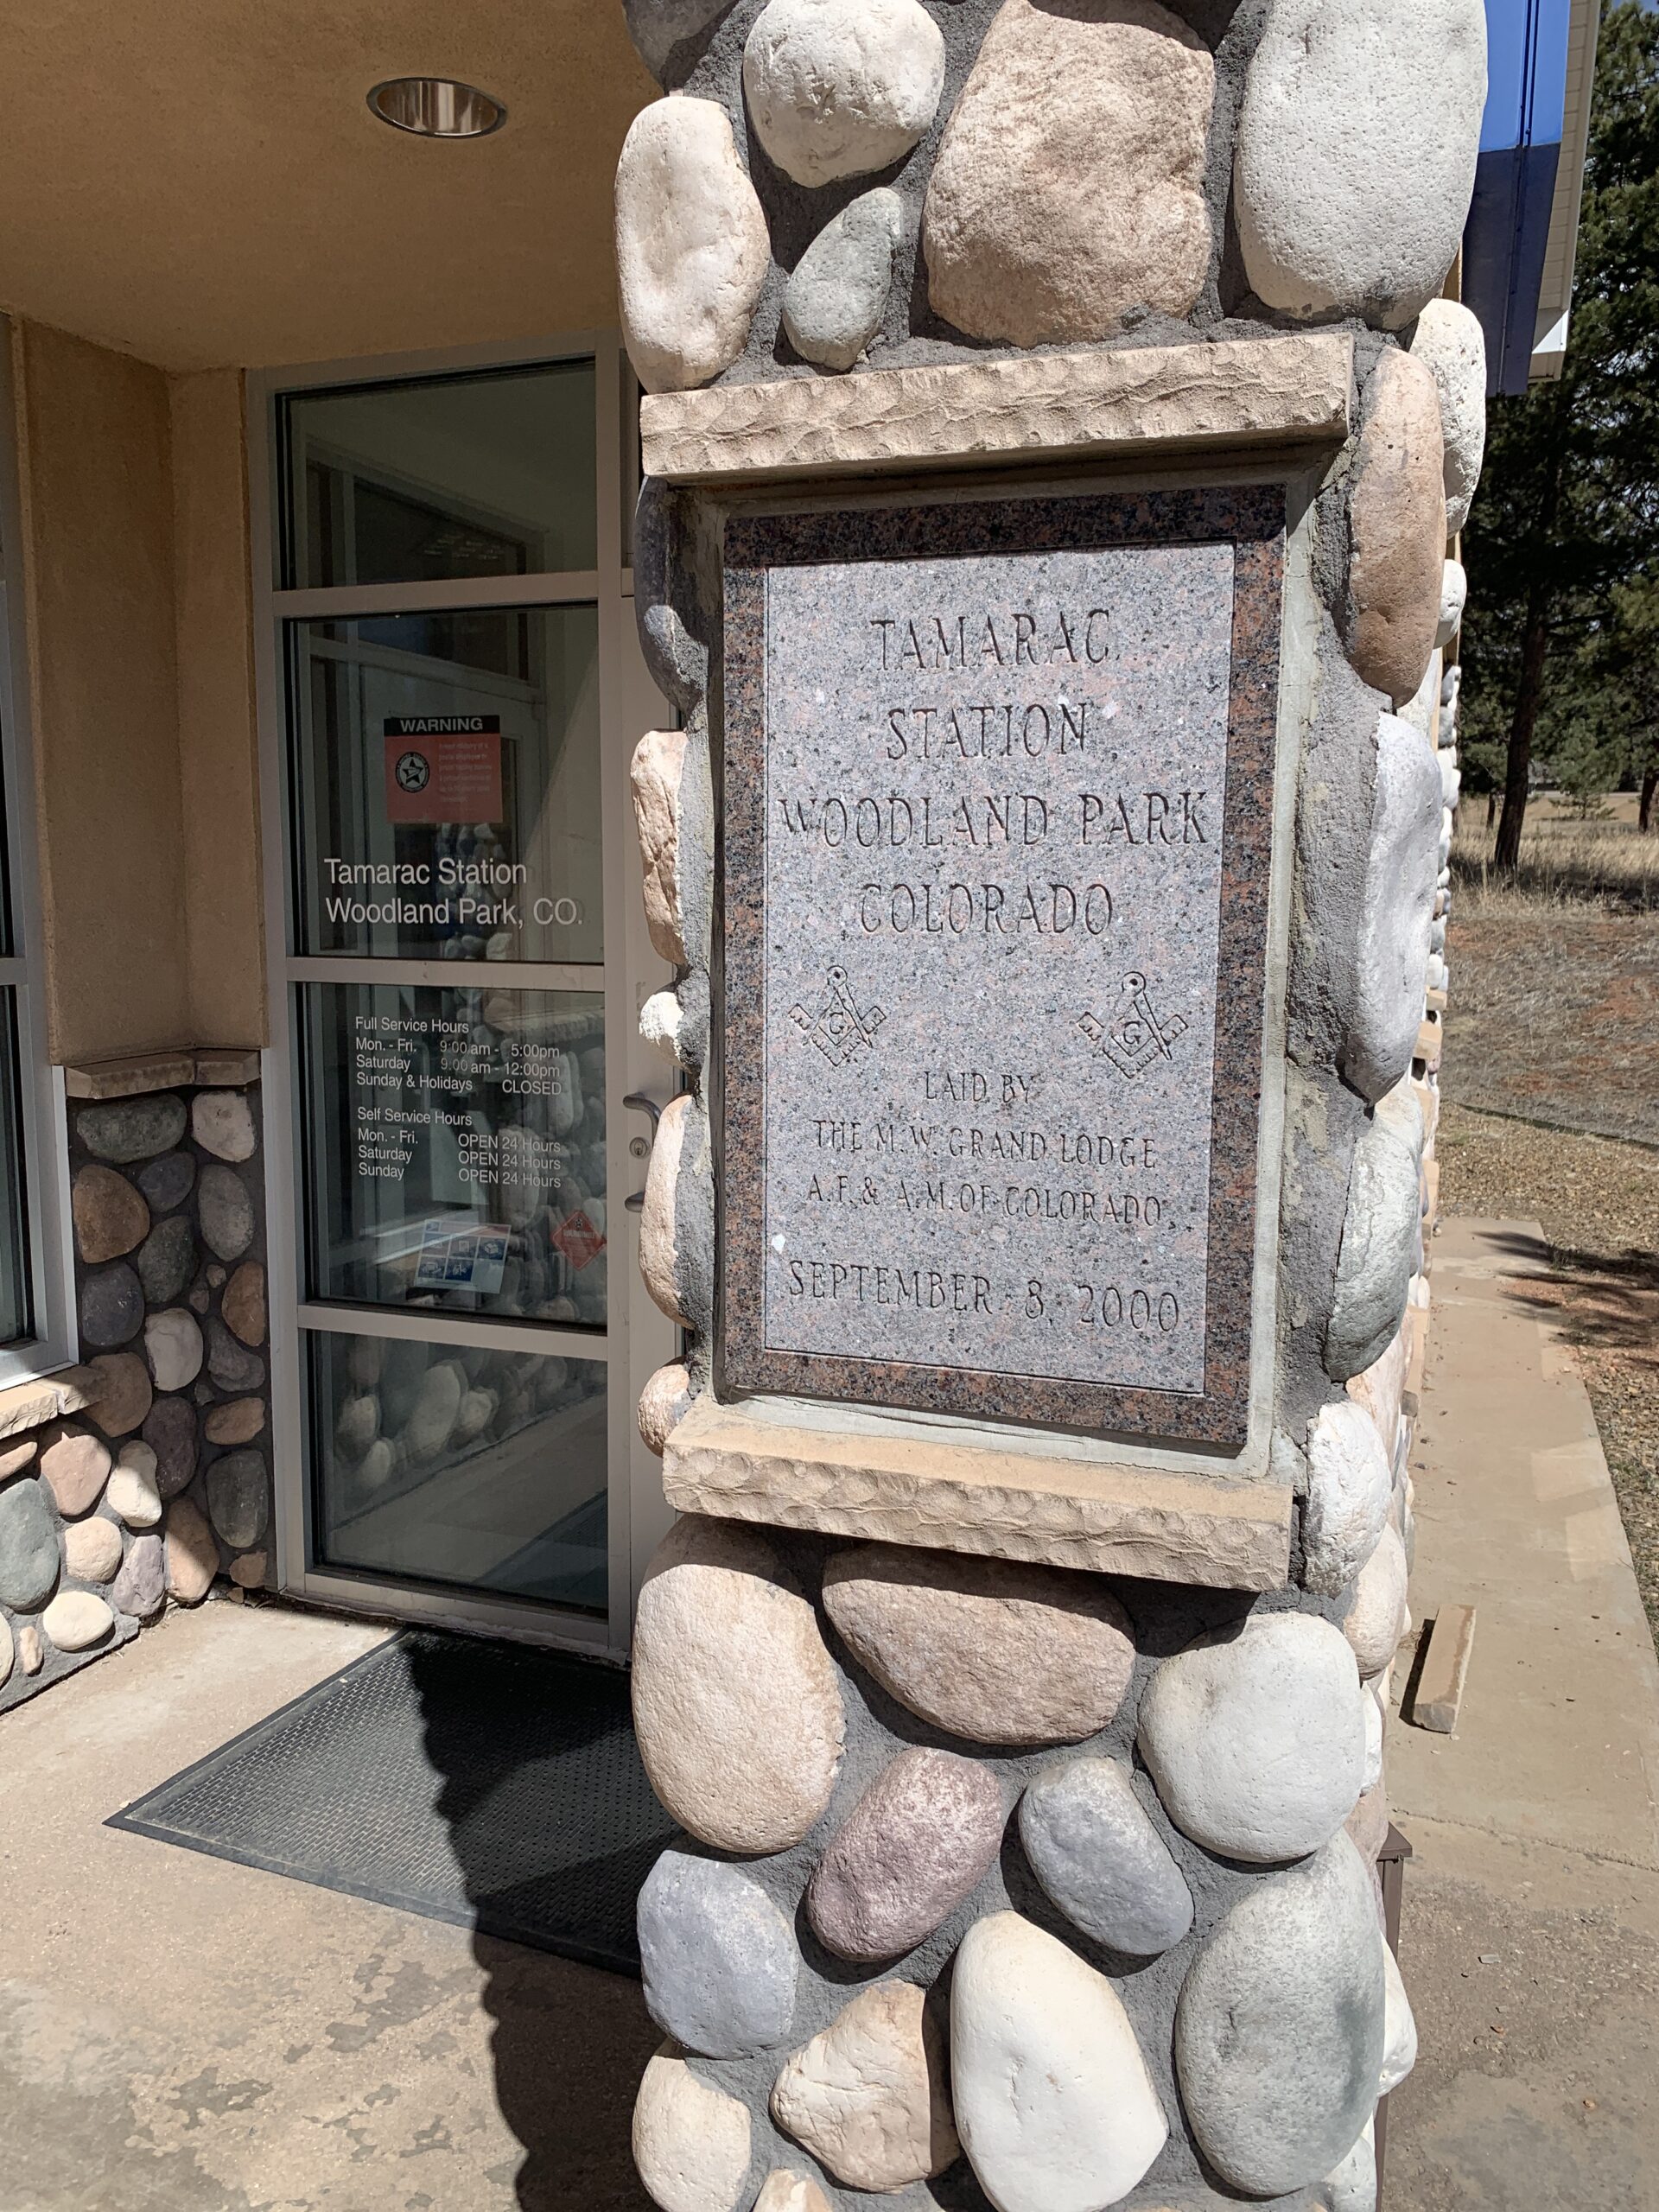 WARNING
Tamarac Station
Woodland Park, CO.
Full Service Hours
Mon. - Fri. 9:00 am - 5:00pm
Saturday 9:00 am - 12:00pm
Sunday & Holidays CLOSED
Self Service Hours
Mon. - Fri. OPEN 24 Hours
Saturday OPEN 24 Hours
Sunday OPEN 24 Hours
TAMARAC
STATION
WOODLAND PARK
COLORADO
G G
LAID BY
THE M.W. GRAND LODGE
A.F. & A.M. OF COLORADO
SEPTEMBER 8, 2000